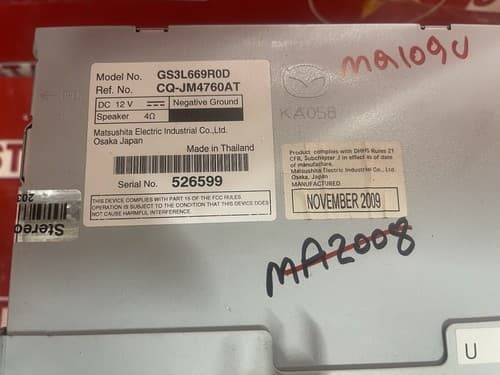 MA109U
Model No. GS3L669R0D
Ref. No. CQ-JM4760AT
DC 12 V Negative Ground
Speaker 4Ω
Matsushita Electric Industrial Co.,Ltd.
Osaka Japan
Made in Thailand
Serial No. 526599
THIS DEVICE COMPLIES WITH PART 15 OF THE FCC RULES.
OPERATION IS SUBJECT TO THE CONDITION THAT THIS DEVICE DOES
NOT CAUSE HARMFUL INTERFERENCE.
KA058
Product complies with DHHS Rules 21
CFR, Subchapter J in effect at of date
of manufacture.
Matsushita Electric Industrial Co., Ltd.
Osaka, Japan
MANUFACTURED
NOVEMBER 2009
Stereo
203
MA2008
U